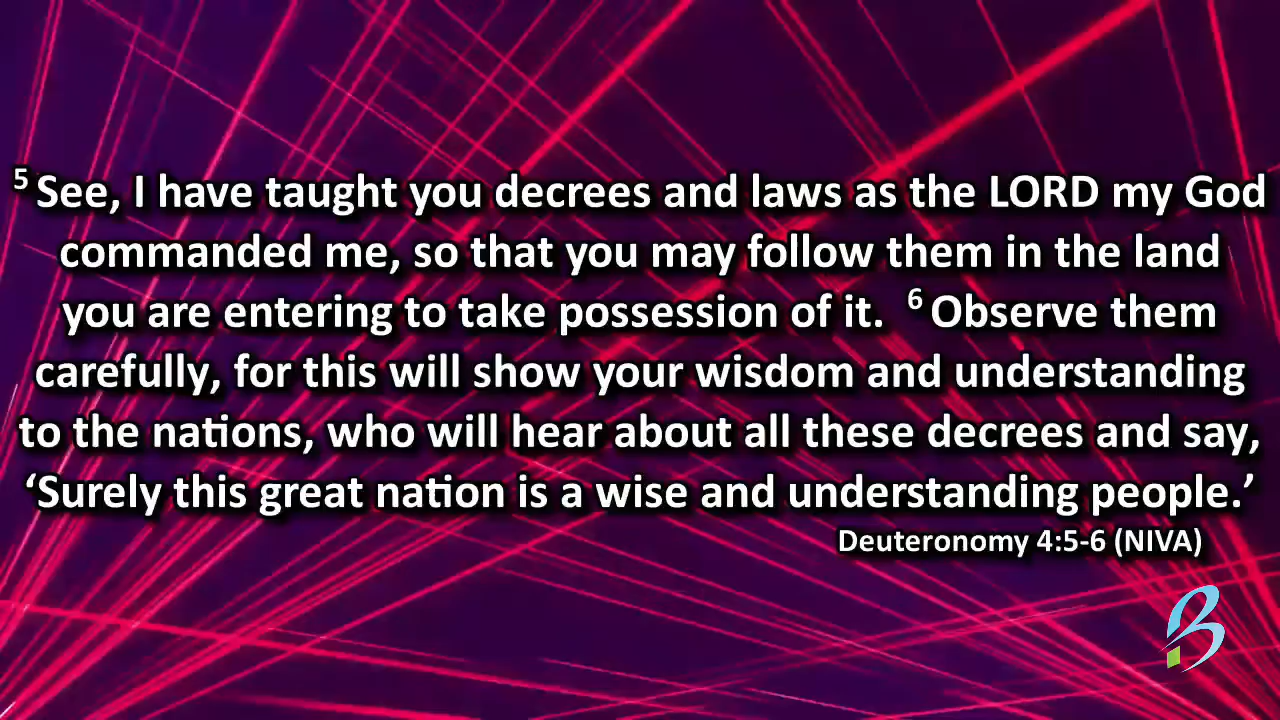 ⁵ See, I have taught you decrees and laws as the LORD my God
commanded me, so that you may follow them in the land
you are entering to take possession of it. ⁶ Observe them
carefully, for this will show your wisdom and understanding
to the nations, who will hear about all these decrees and say,
‘Surely this great nation is a wise and understanding people.’
Deuteronomy 4:5-6 (NIVA)
B